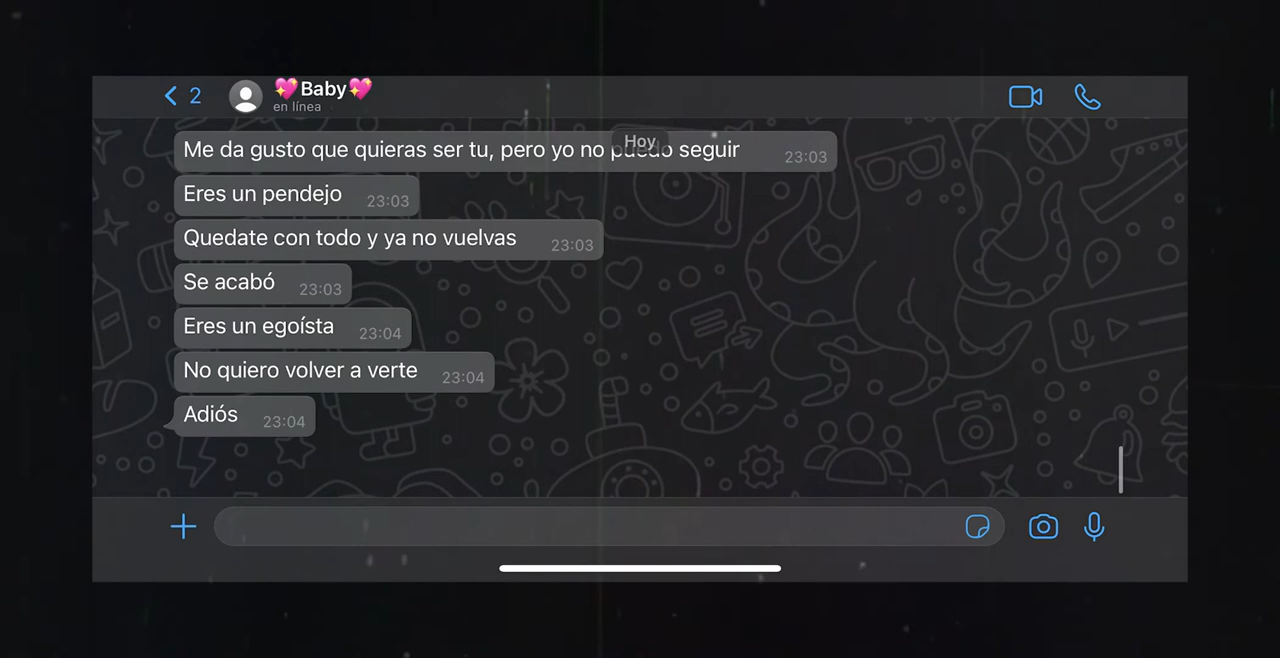 2
💖Baby💖
en línea
Hoy
Me da gusto que quieras ser tu, pero yo no puedo seguir 23:03
Eres un pendejo 23:03
Quedate con todo y ya no vuelvas 23:03
Se acabó 23:03
Eres un egoísta 23:04
No quiero volver a verte 23:04
Adiós 23:04